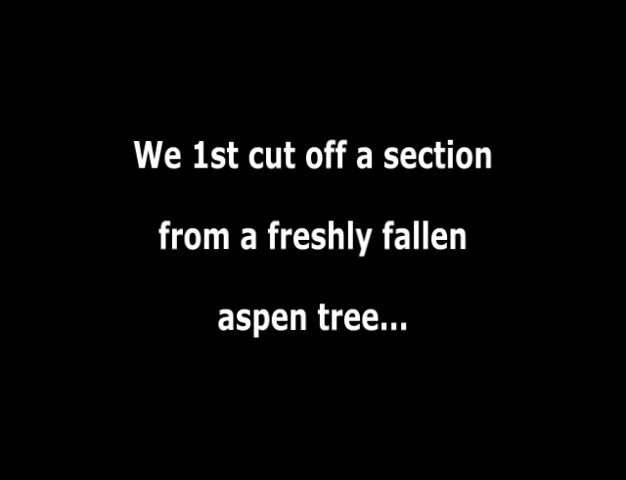 We 1st cut off a section
from a freshly fallen
aspen tree...